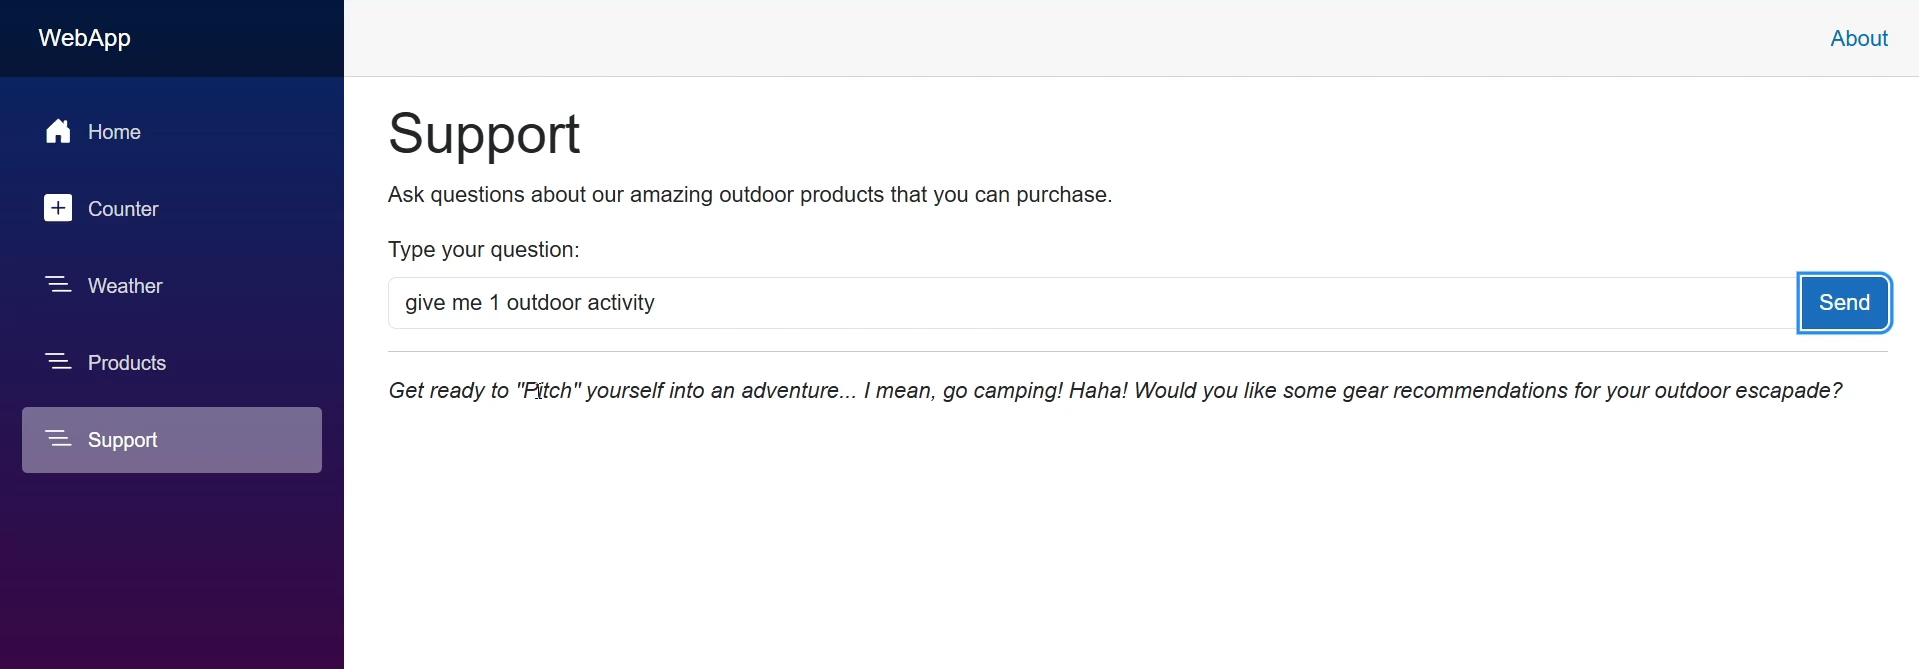 WebApp
About
Home
Counter
Weather
Products
Support
Support
Ask questions about our amazing outdoor products that you can purchase.
Type your question:
give me 1 outdoor activity
Send
Get ready to "Pitch" yourself into an adventure... I mean, go camping! Haha! Would you like some gear recommendations for your outdoor escapade?